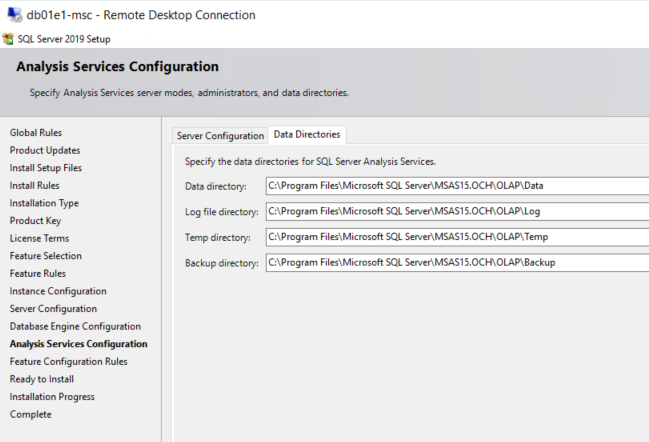 db01e1-msc - Remote Desktop Connection
SQL Server 2019 Setup
Analysis Services Configuration
Specify Analysis Services server modes, administrators, and data directories.
Global Rules
Product Updates
Install Setup Files
Install Rules
Installation Type
Product Key
License Terms
Feature Selection
Feature Rules
Instance Configuration
Server Configuration
Database Engine Configuration
Analysis Services Configuration
Feature Configuration Rules
Ready to Install
Installation Progress
Complete
Server Configuration Data Directories
Specify the data directories for SQL Server Analysis Services.
Data directory: C:\Program Files\Microsoft SQL Server\MSAS15.OCH\OLAP\Data
Log file directory: C:\Program Files\Microsoft SQL Server\MSAS15.OCH\OLAP\Log
Temp directory: C:\Program Files\Microsoft SQL Server\MSAS15.OCH\OLAP\Temp
Backup directory: C:\Program Files\Microsoft SQL Server\MSAS15.OCH\OLAP\Backup